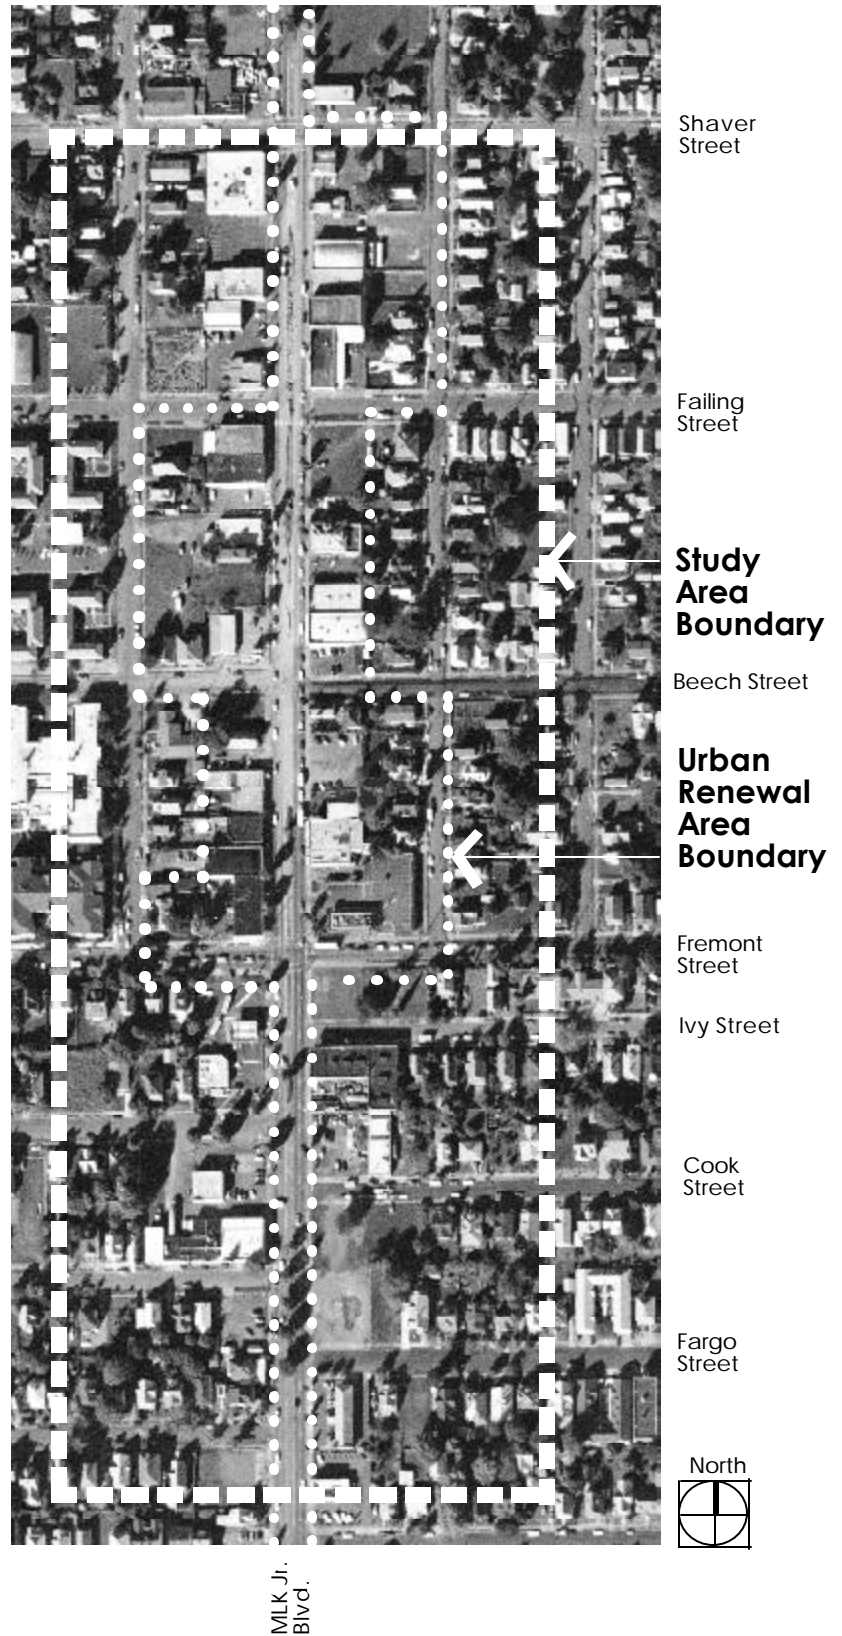 Shaver
Street
Failing
Street
Study
Area
Boundary
Beech Street
Urban
Renewal
Area
Boundary
Fremont
Street
Ivy Street
Cook
Street
Fargo
Street
North
MLK Jr.
Blvd.